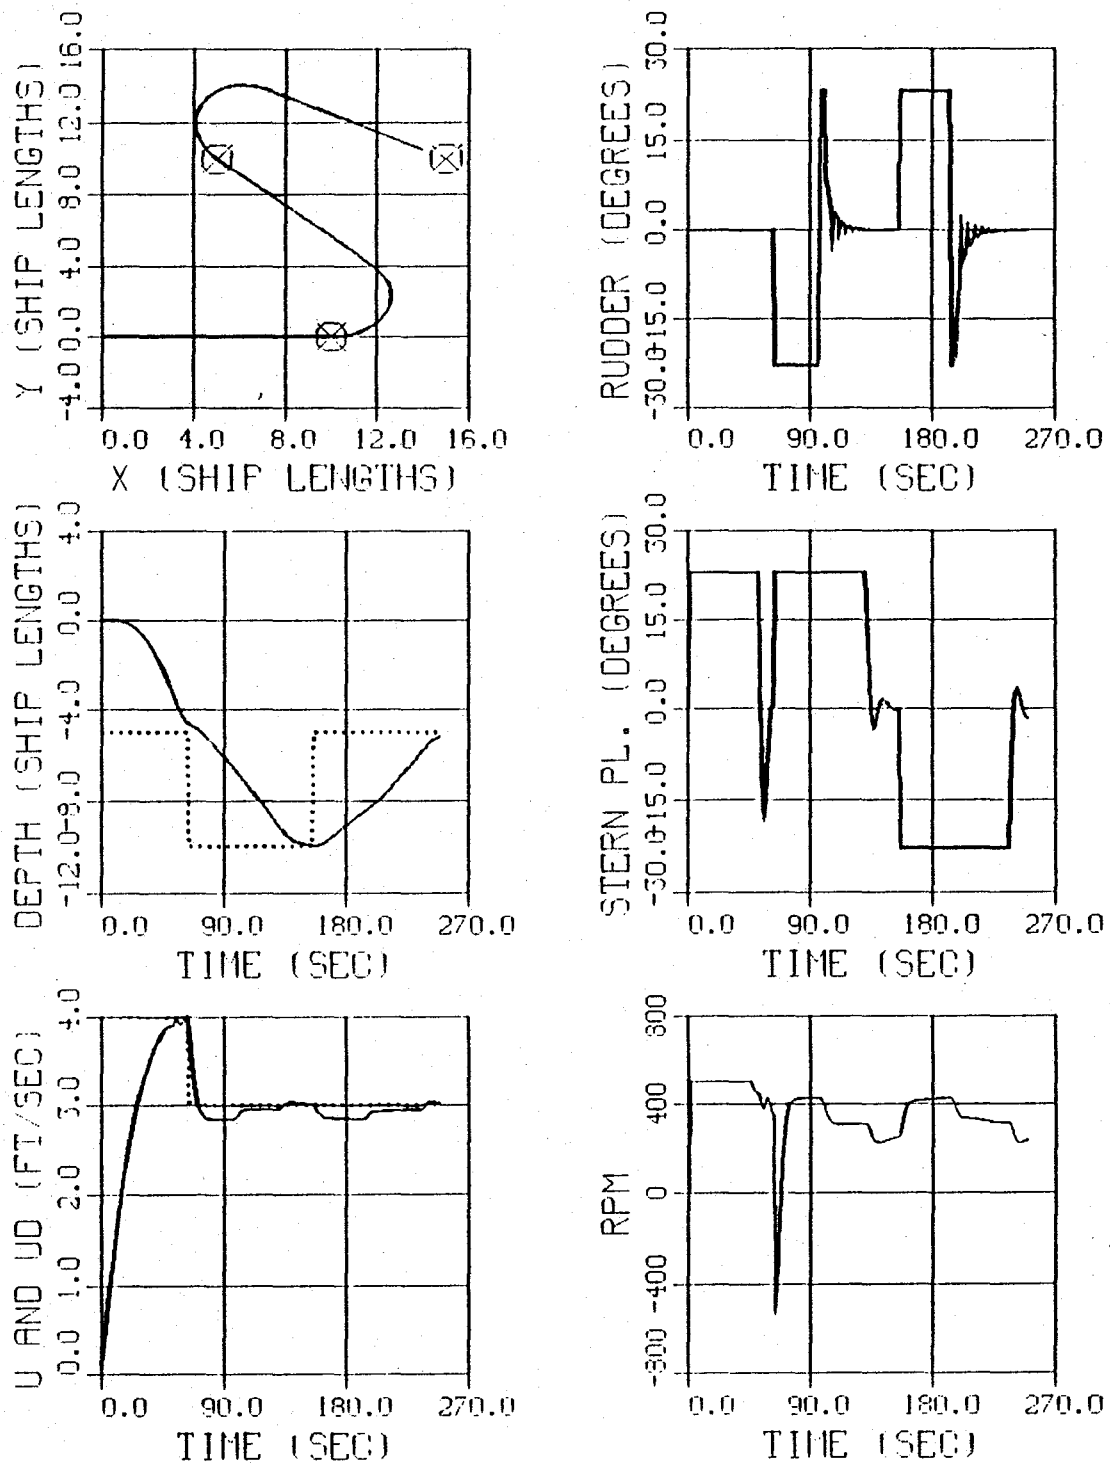 Y (SHIP LENGTHS)
16.0
12.0
8.0
4.0
0.0
-4.0
0.0 4.0 8.0 12.0 16.0
X (SHIP LENGTHS)
RUDDER (DEGREES)
30.0
15.0
0.0
-15.0
-30.0
0.0 90.0 180.0 270.0
TIME (SEC)
DEPTH (SHIP LENGTHS)
4.0
0.0
-4.0
-8.0
-12.0
0.0 90.0 180.0 270.0
TIME (SEC)
STERN PL. (DEGREES)
30.0
15.0
0.0
-15.0
-30.0
0.0 90.0 180.0 270.0
TIME (SEC)
U AND UD (FT/SEC)
4.0
3.0
2.0
1.0
0.0
0.0 90.0 180.0 270.0
TIME (SEC)
RPM
800
400
0
-400
-800
0.0 90.0 180.0 270.0
TIME (SEC)